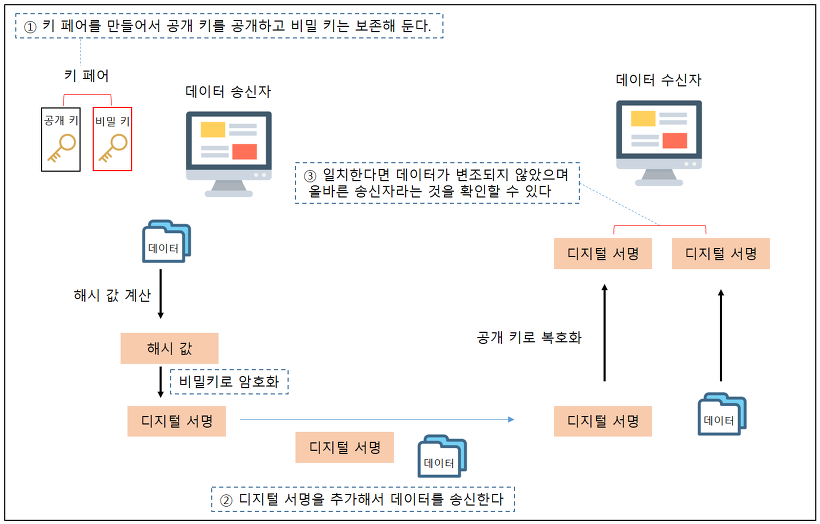 ① 키 페어를 만들어서 공개 키를 공개하고 비밀 키는 보존해 둔다.
키 페어
공개 키
비밀 키
데이터 송신자
데이터 수신자
③ 일치한다면 데이터가 변조되지 않았으며
올바른 송신자라는 것을 확인할 수 있다
데이터
해시 값 계산
해시 값
비밀키로 암호화
디지털 서명
디지털 서명
데이터
② 디지털 서명을 추가해서 데이터를 송신한다
디지털 서명
디지털 서명
공개 키로 복호화
디지털 서명
데이터